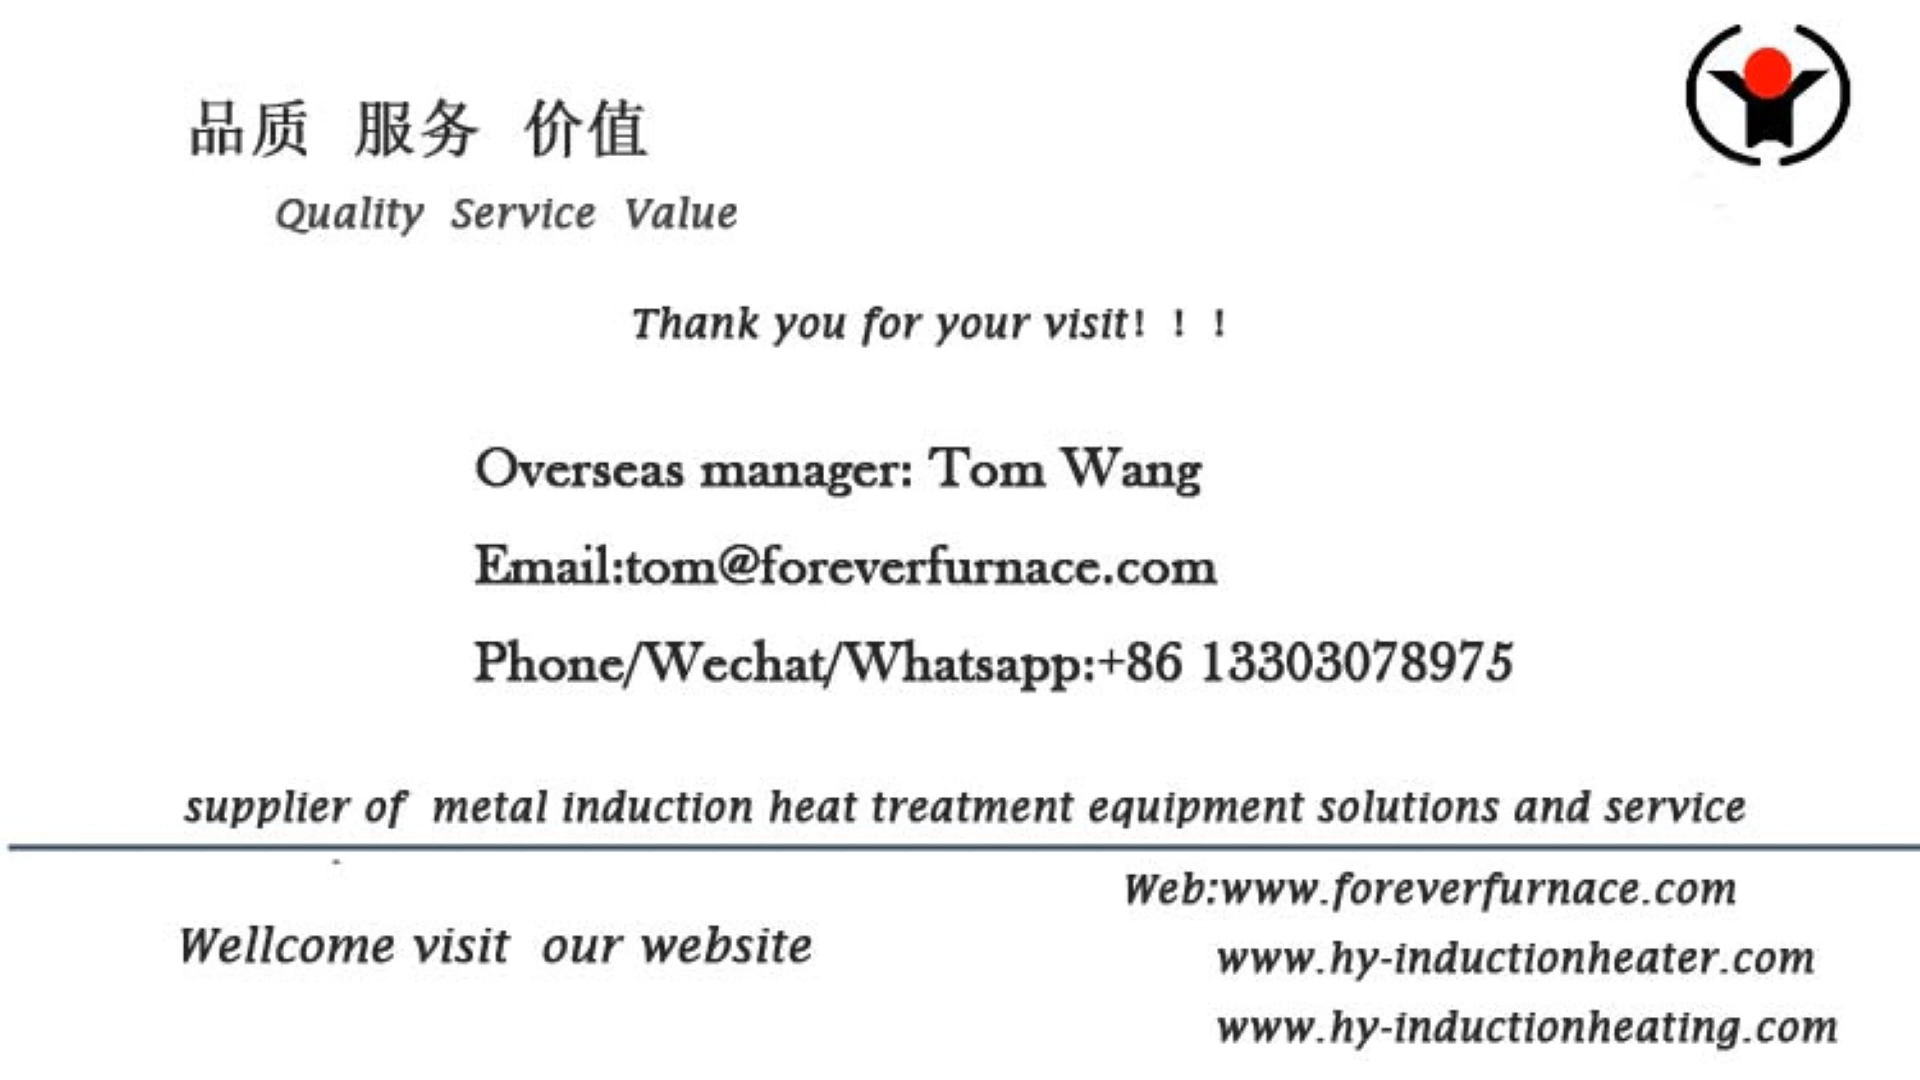 品质 服务 价值
Quality Service Value
Thank you for your visit！！！
Overseas manager: Tom Wang
Email:tom@foreverfurnace.com
Phone/Wechat/Whatsapp:+86 13303078975
supplier of metal induction heat treatment equipment solutions and service
Wellcome visit our website
Web:www.foreverfurnace.com
www.hy-inductionheater.com
www.hy-inductionheating.com